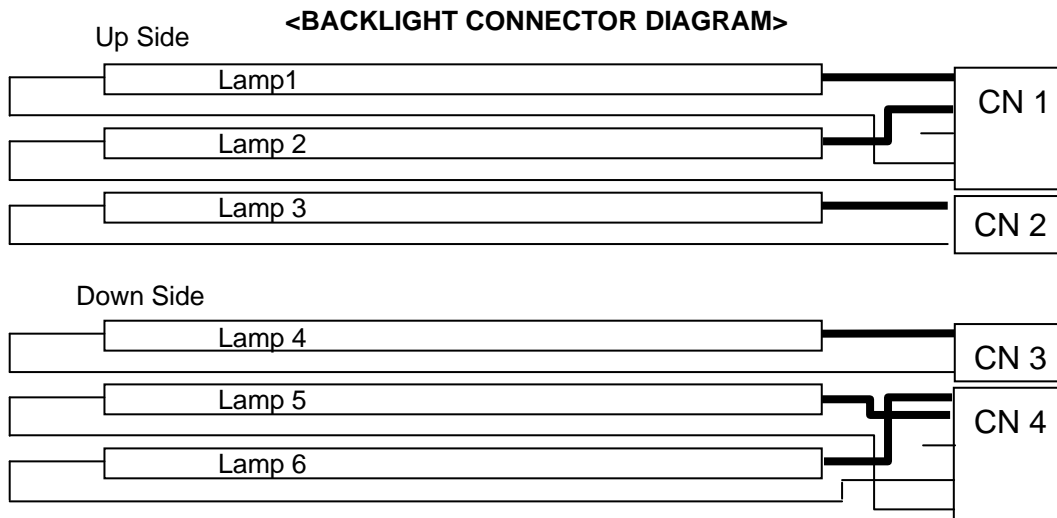 <BACKLIGHT CONNECTOR DIAGRAM>
Up Side
Lamp1
CN 1
Lamp 2
Lamp 3
CN 2
Down Side
Lamp 4
CN 3
Lamp 5
CN 4
Lamp 6